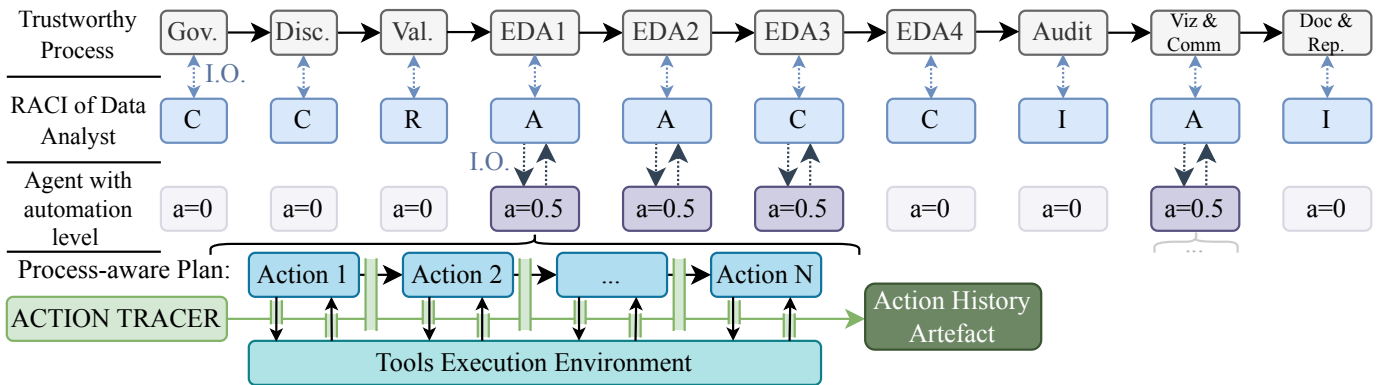 Trustworthy
Process
Gov. Disc. Val. EDA1 EDA2 EDA3 EDA4 Audit
Viz &
Comm
Doc &
Rep.
I.O.
RACI of Data
Analyst
C C R A A C C I A I
I.O.
Agent with
automation
level
a=0 a=0 a=0 a=0.5 a=0.5 a=0.5 a=0 a=0 a=0.5 a=0
...
Process-aware Plan:
Action 1 Action 2 ... Action N
ACTION TRACER
Action History
Artefact
Tools Execution Environment